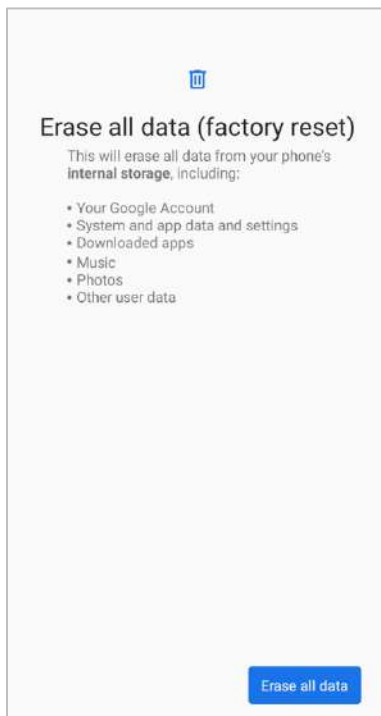 Erase all data (factory reset)
This will erase all data from your phone's
internal storage, including:
• Your Google Account
• System and app data and settings
• Downloaded apps
• Music
• Photos
• Other user data
Erase all data